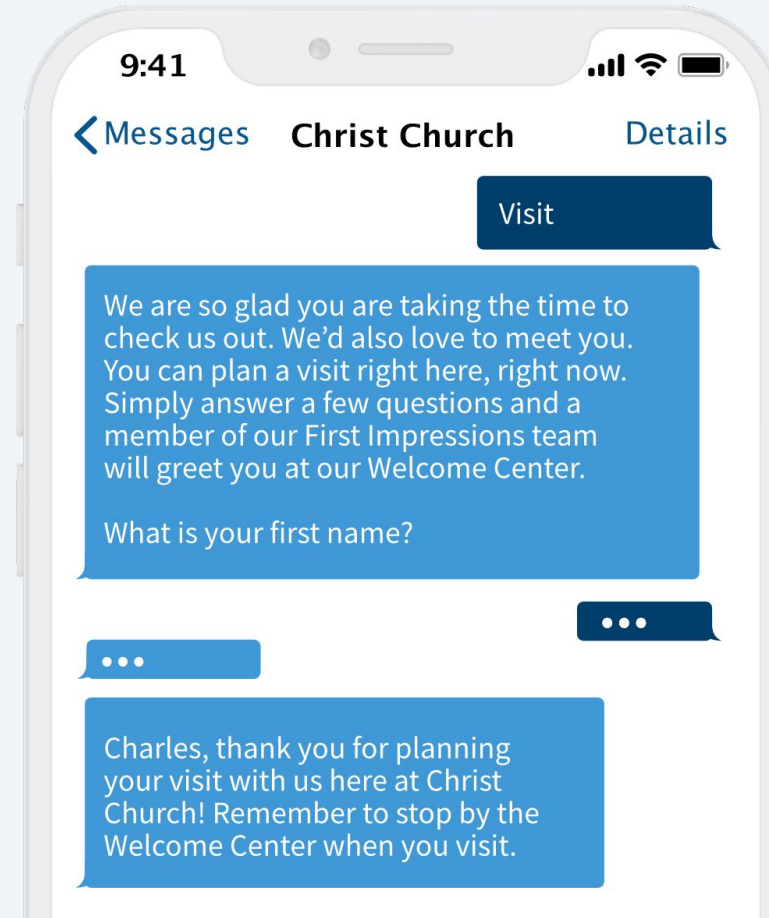 9:41
Messages Christ Church Details
Visit
We are so glad you are taking the time to
check us out. We’d also love to meet you.
You can plan a visit right here, right now.
Simply answer a few questions and a
member of our First Impressions team
will greet you at our Welcome Center.
What is your first name?
•••
•••
Charles, thank you for planning
your visit with us here at Christ
Church! Remember to stop by the
Welcome Center when you visit.